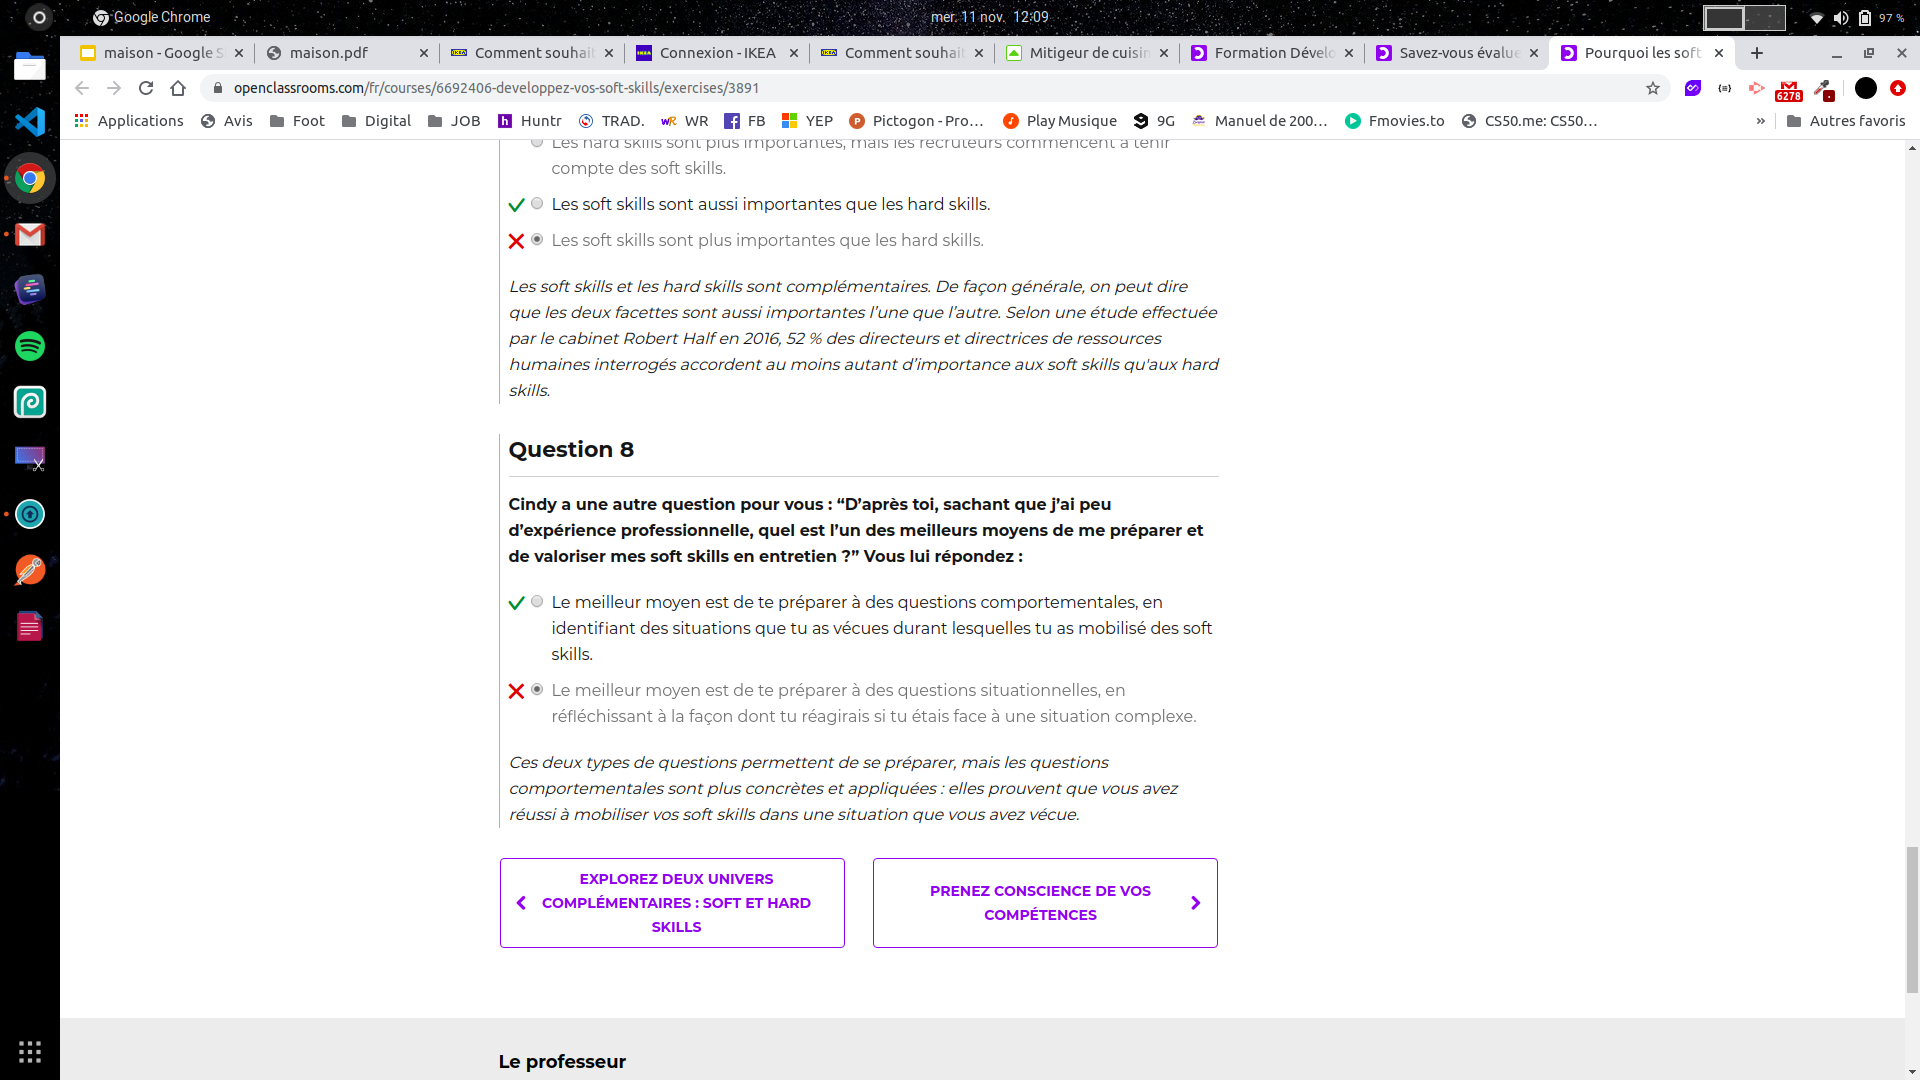 Google Chrome
mer. 11 nov. 12:09
97 %
maison - Google S
maison.pdf
Comment souhait
Connexion - IKEA
Comment souhait
Mitigeur de cuisin
Formation Dévelo
Savez-vous évalue
Pourquoi les soft
openclassrooms.com/fr/courses/6692406-developpez-vos-soft-skills/exercises/3891
6278
Applications
Avis
Foot
Digital
JOB
Huntr
TRAD.
WR
FB
YEP
Pictogon - Pro…
Play Musique
9G
Manuel de 200…
Fmovies.to
CS50.me: CS50…
»
Autres favoris
Les hard skills sont plus importantes, mais les recruteurs commencent à tenir
compte des soft skills.
Les soft skills sont aussi importantes que les hard skills.
Les soft skills sont plus importantes que les hard skills.
Les soft skills et les hard skills sont complémentaires. De façon générale, on peut dire
que les deux facettes sont aussi importantes l’une que l’autre. Selon une étude effectuée
par le cabinet Robert Half en 2016, 52 % des directeurs et directrices de ressources
humaines interrogés accordent au moins autant d’importance aux soft skills qu'aux hard
skills.
Question 8
Cindy a une autre question pour vous : “D’après toi, sachant que j’ai peu
d’expérience professionnelle, quel est l’un des meilleurs moyens de me préparer et
de valoriser mes soft skills en entretien ?” Vous lui répondez :
Le meilleur moyen est de te préparer à des questions comportementales, en
identifiant des situations que tu as vécues durant lesquelles tu as mobilisé des soft
skills.
Le meilleur moyen est de te préparer à des questions situationnelles, en
réfléchissant à la façon dont tu réagirais si tu étais face à une situation complexe.
Ces deux types de questions permettent de se préparer, mais les questions
comportementales sont plus concrètes et appliquées : elles prouvent que vous avez
réussi à mobiliser vos soft skills dans une situation que vous avez vécue.
EXPLOREZ DEUX UNIVERS
COMPLÉMENTAIRES : SOFT ET HARD
SKILLS
PRENEZ CONSCIENCE DE VOS
COMPÉTENCES
Le professeur